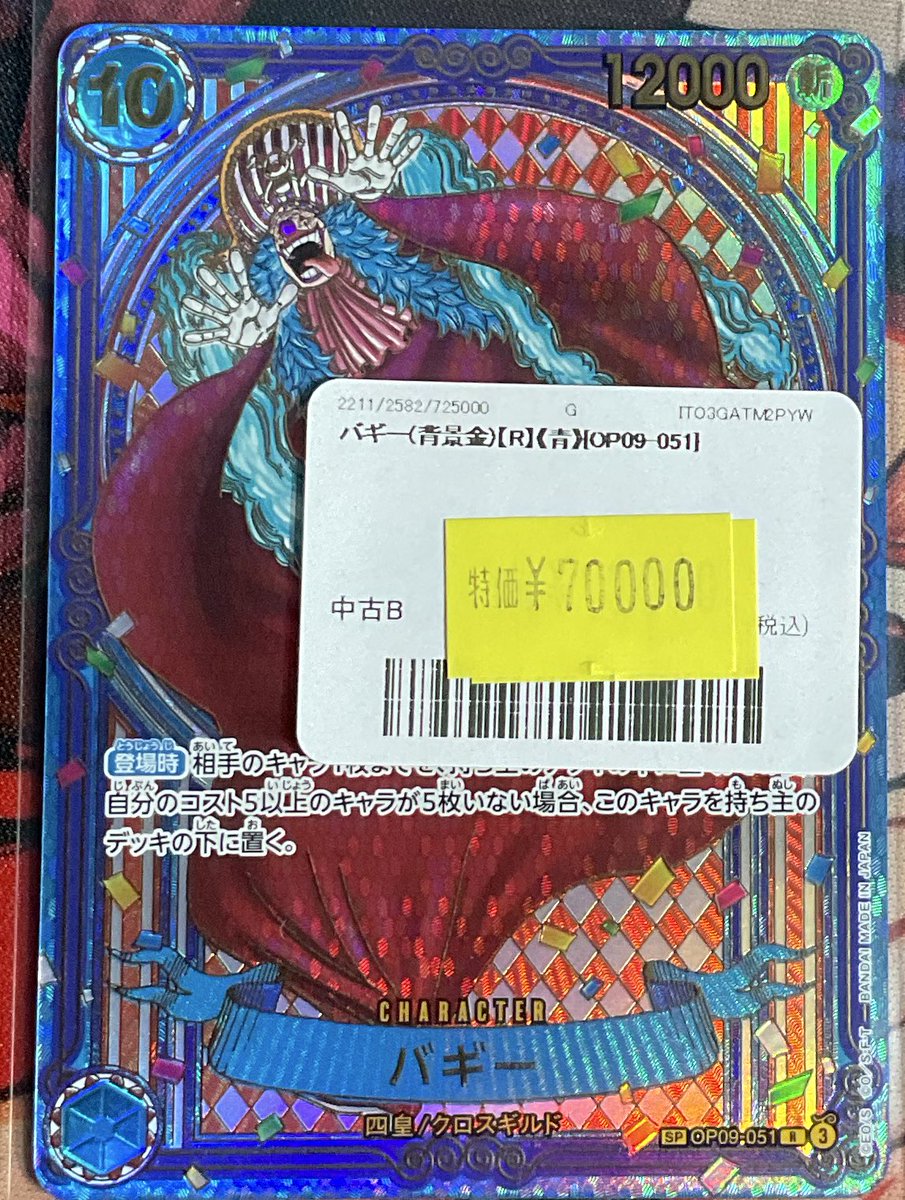 10
12000
斬
2211/2582/725000 G IT03GATM2PYW
バギー(背景金)【R】《青》{OP09-051}
特価¥70000
中古B
税込)
登場時 相手のキャラ1枚までを、持ち主のデッキの下に置
自分のコスト5以上のキャラが5枚いない場合、このキャラを持ち主の
デッキの下に置く。
CHARACTER
バギー
四皇/クロスギルド
SP OP09-051 R 3
©EO/S. C©/S.F.T —BANDAI MADE IN JAPAN